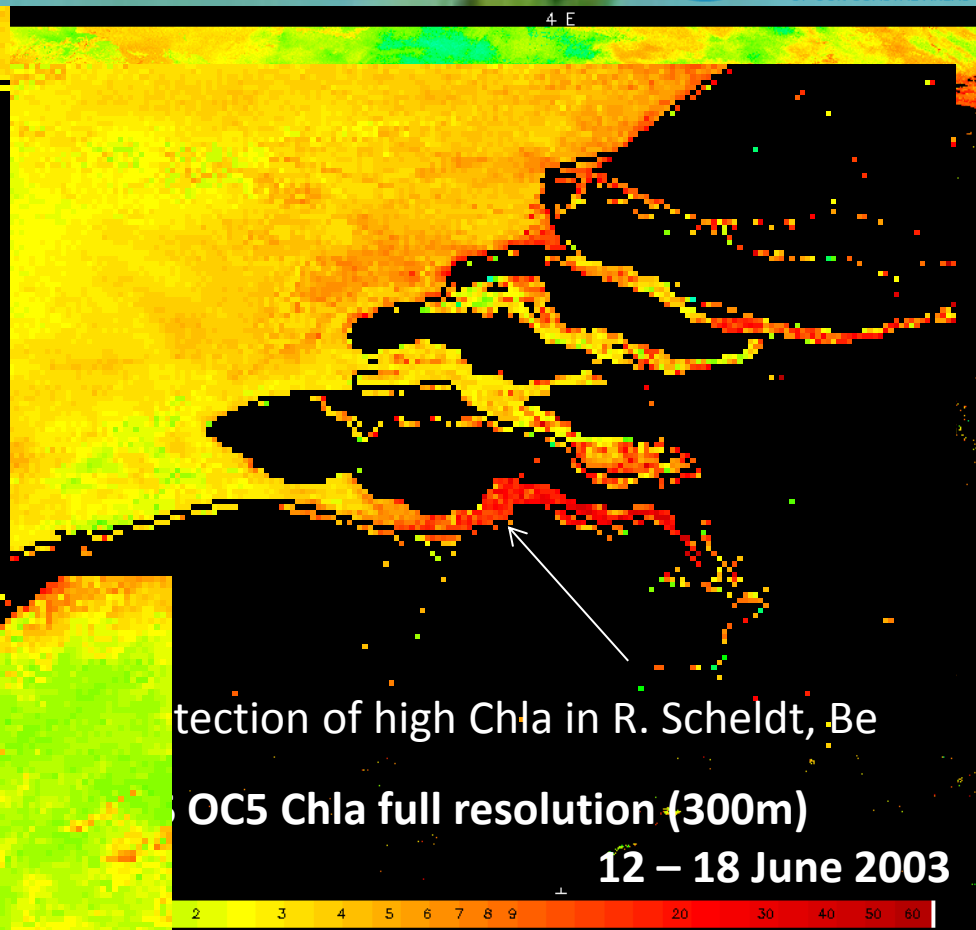 4 E
tection of high Chla in R. Scheldt, Be
OC5 Chla full resolution (300m)
12 – 18 June 2003
2 3 4 5 6 7 8 9 20 30 40 50 60